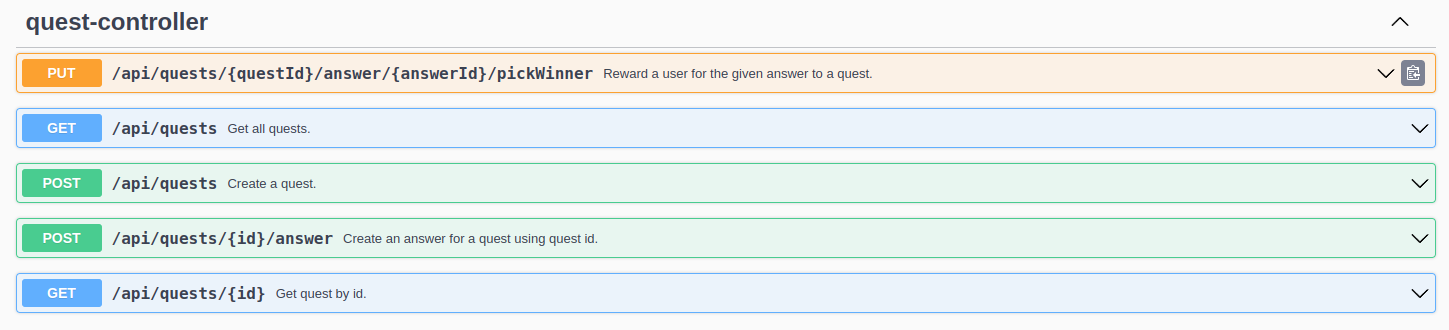 quest-controller
PUT /api/quests/{questId}/answer/{answerId}/pickWinner Reward a user for the given answer to a quest.
GET /api/quests Get all quests.
POST /api/quests Create a quest.
POST /api/quests/{id}/answer Create an answer for a quest using quest id.
GET /api/quests/{id} Get quest by id.